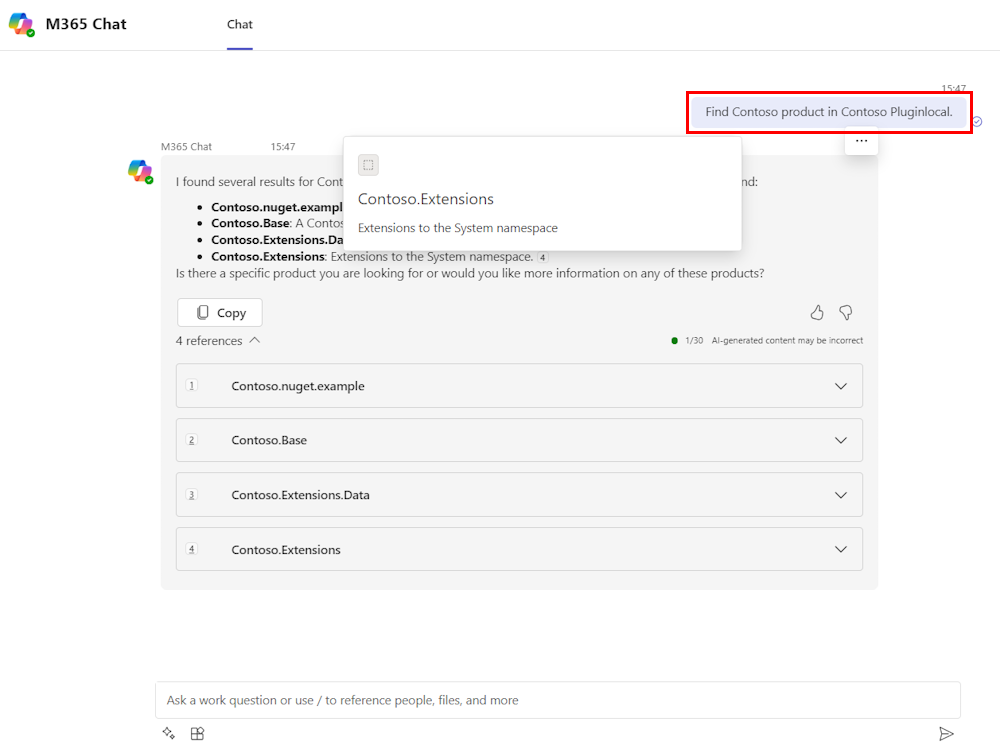 M365 Chat
Chat
15:47
Find Contoso product in Contoso Pluginlocal.
M365 Chat 15:47
I found several results for Cont nd:
Contoso.nuget.exampl
Contoso.Base: A Contos
Contoso.Extensions.Da
Contoso.Extensions: Extensions to the System namespace. 4
Contoso.Extensions
Extensions to the System namespace
Is there a specific product you are looking for or would you like more information on any of these products?
Copy
4 references 1/30 AI-generated content may be incorrect
1 Contoso.nuget.example
2 Contoso.Base
3 Contoso.Extensions.Data
4 Contoso.Extensions
Ask a work question or use / to reference people, files, and more